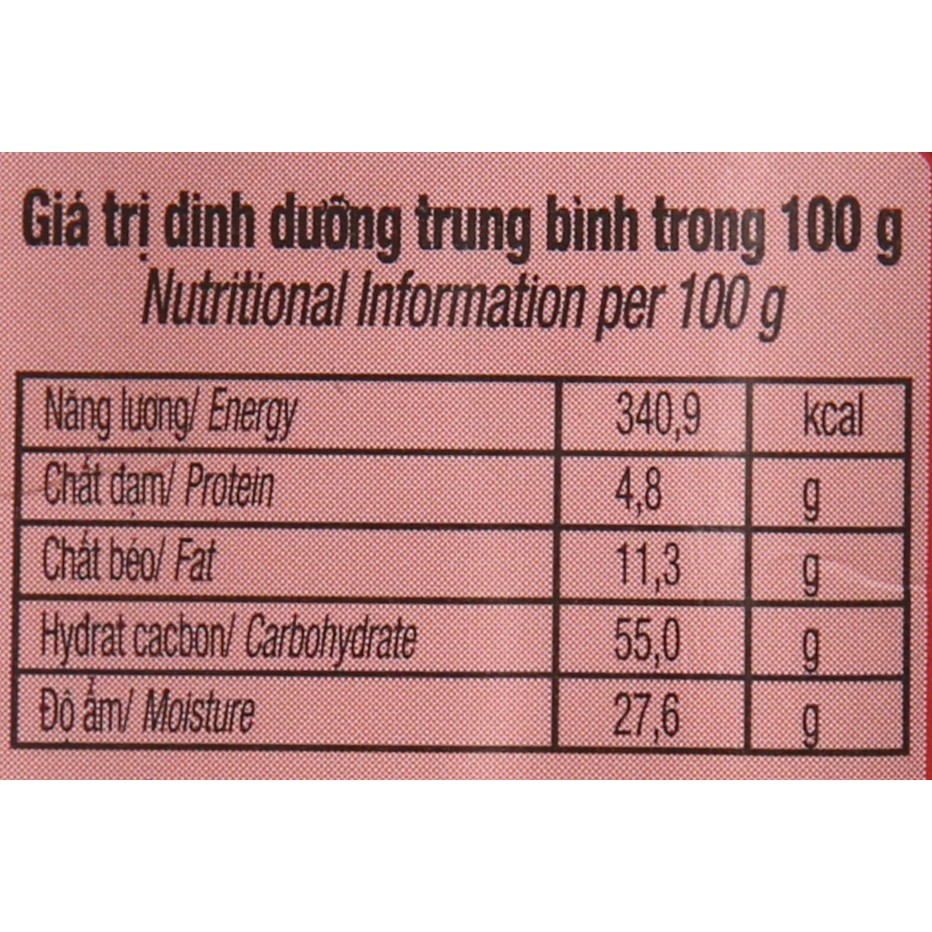 Giá trị dinh dưỡng trung bình trong 100 g
Nutritional Information per 100 g
Năng lượng/ Energy 340,9 kcal
Chất đạm/ Protein 4,8 g
Chất béo/ Fat 11,3 g
Hydrat cacbon/ Carbohydrate 55,0 g
Độ ẩm/ Moisture 27,6 g